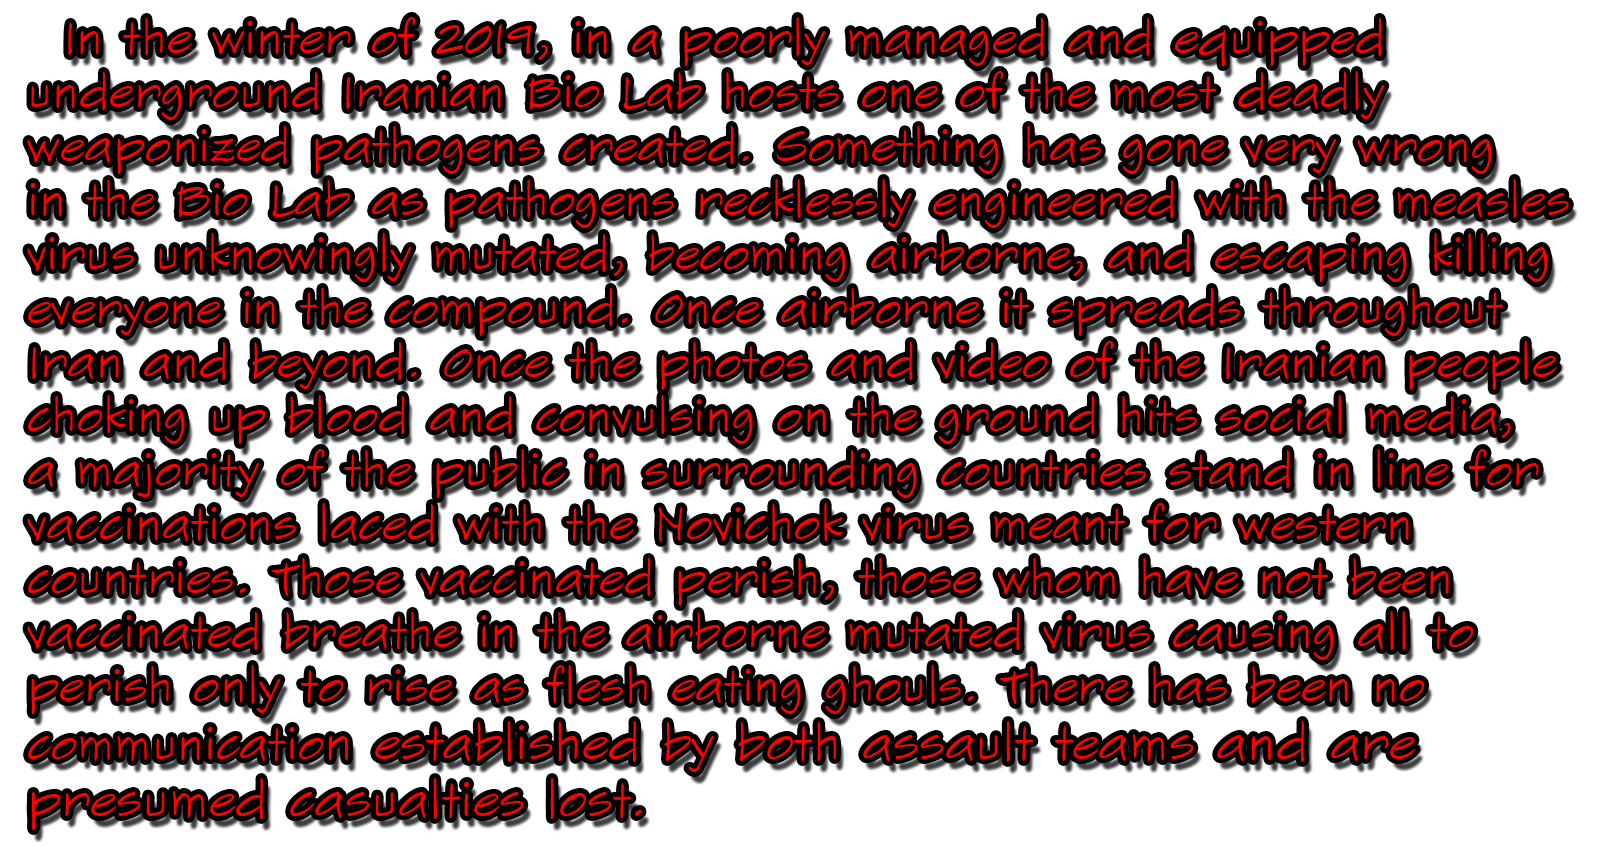 In the winter of 2019, in a poorly managed and equipped
underground Iranian Bio Lab hosts one of the most deadly
weaponized pathogens created. Something has gone very wrong
in the Bio Lab as pathogens recklessly engineered with the measles
virus unknowingly mutated, becoming airborne, and escaping killing
everyone in the compound. Once airborne it spreads throughout
Iran and beyond. Once the photos and video of the Iranian people
choking up blood and convulsing on the ground hits social media,
a majority of the public in surrounding countries stand in line for
vaccinations laced with the Novichok virus meant for western
countries. Those vaccinated perish, those whom have not been
vaccinated breathe in the airborne mutated virus causing all to
perish only to rise as flesh eating ghouls. There has been no
communication established by both assault teams and are
presumed casualties lost.